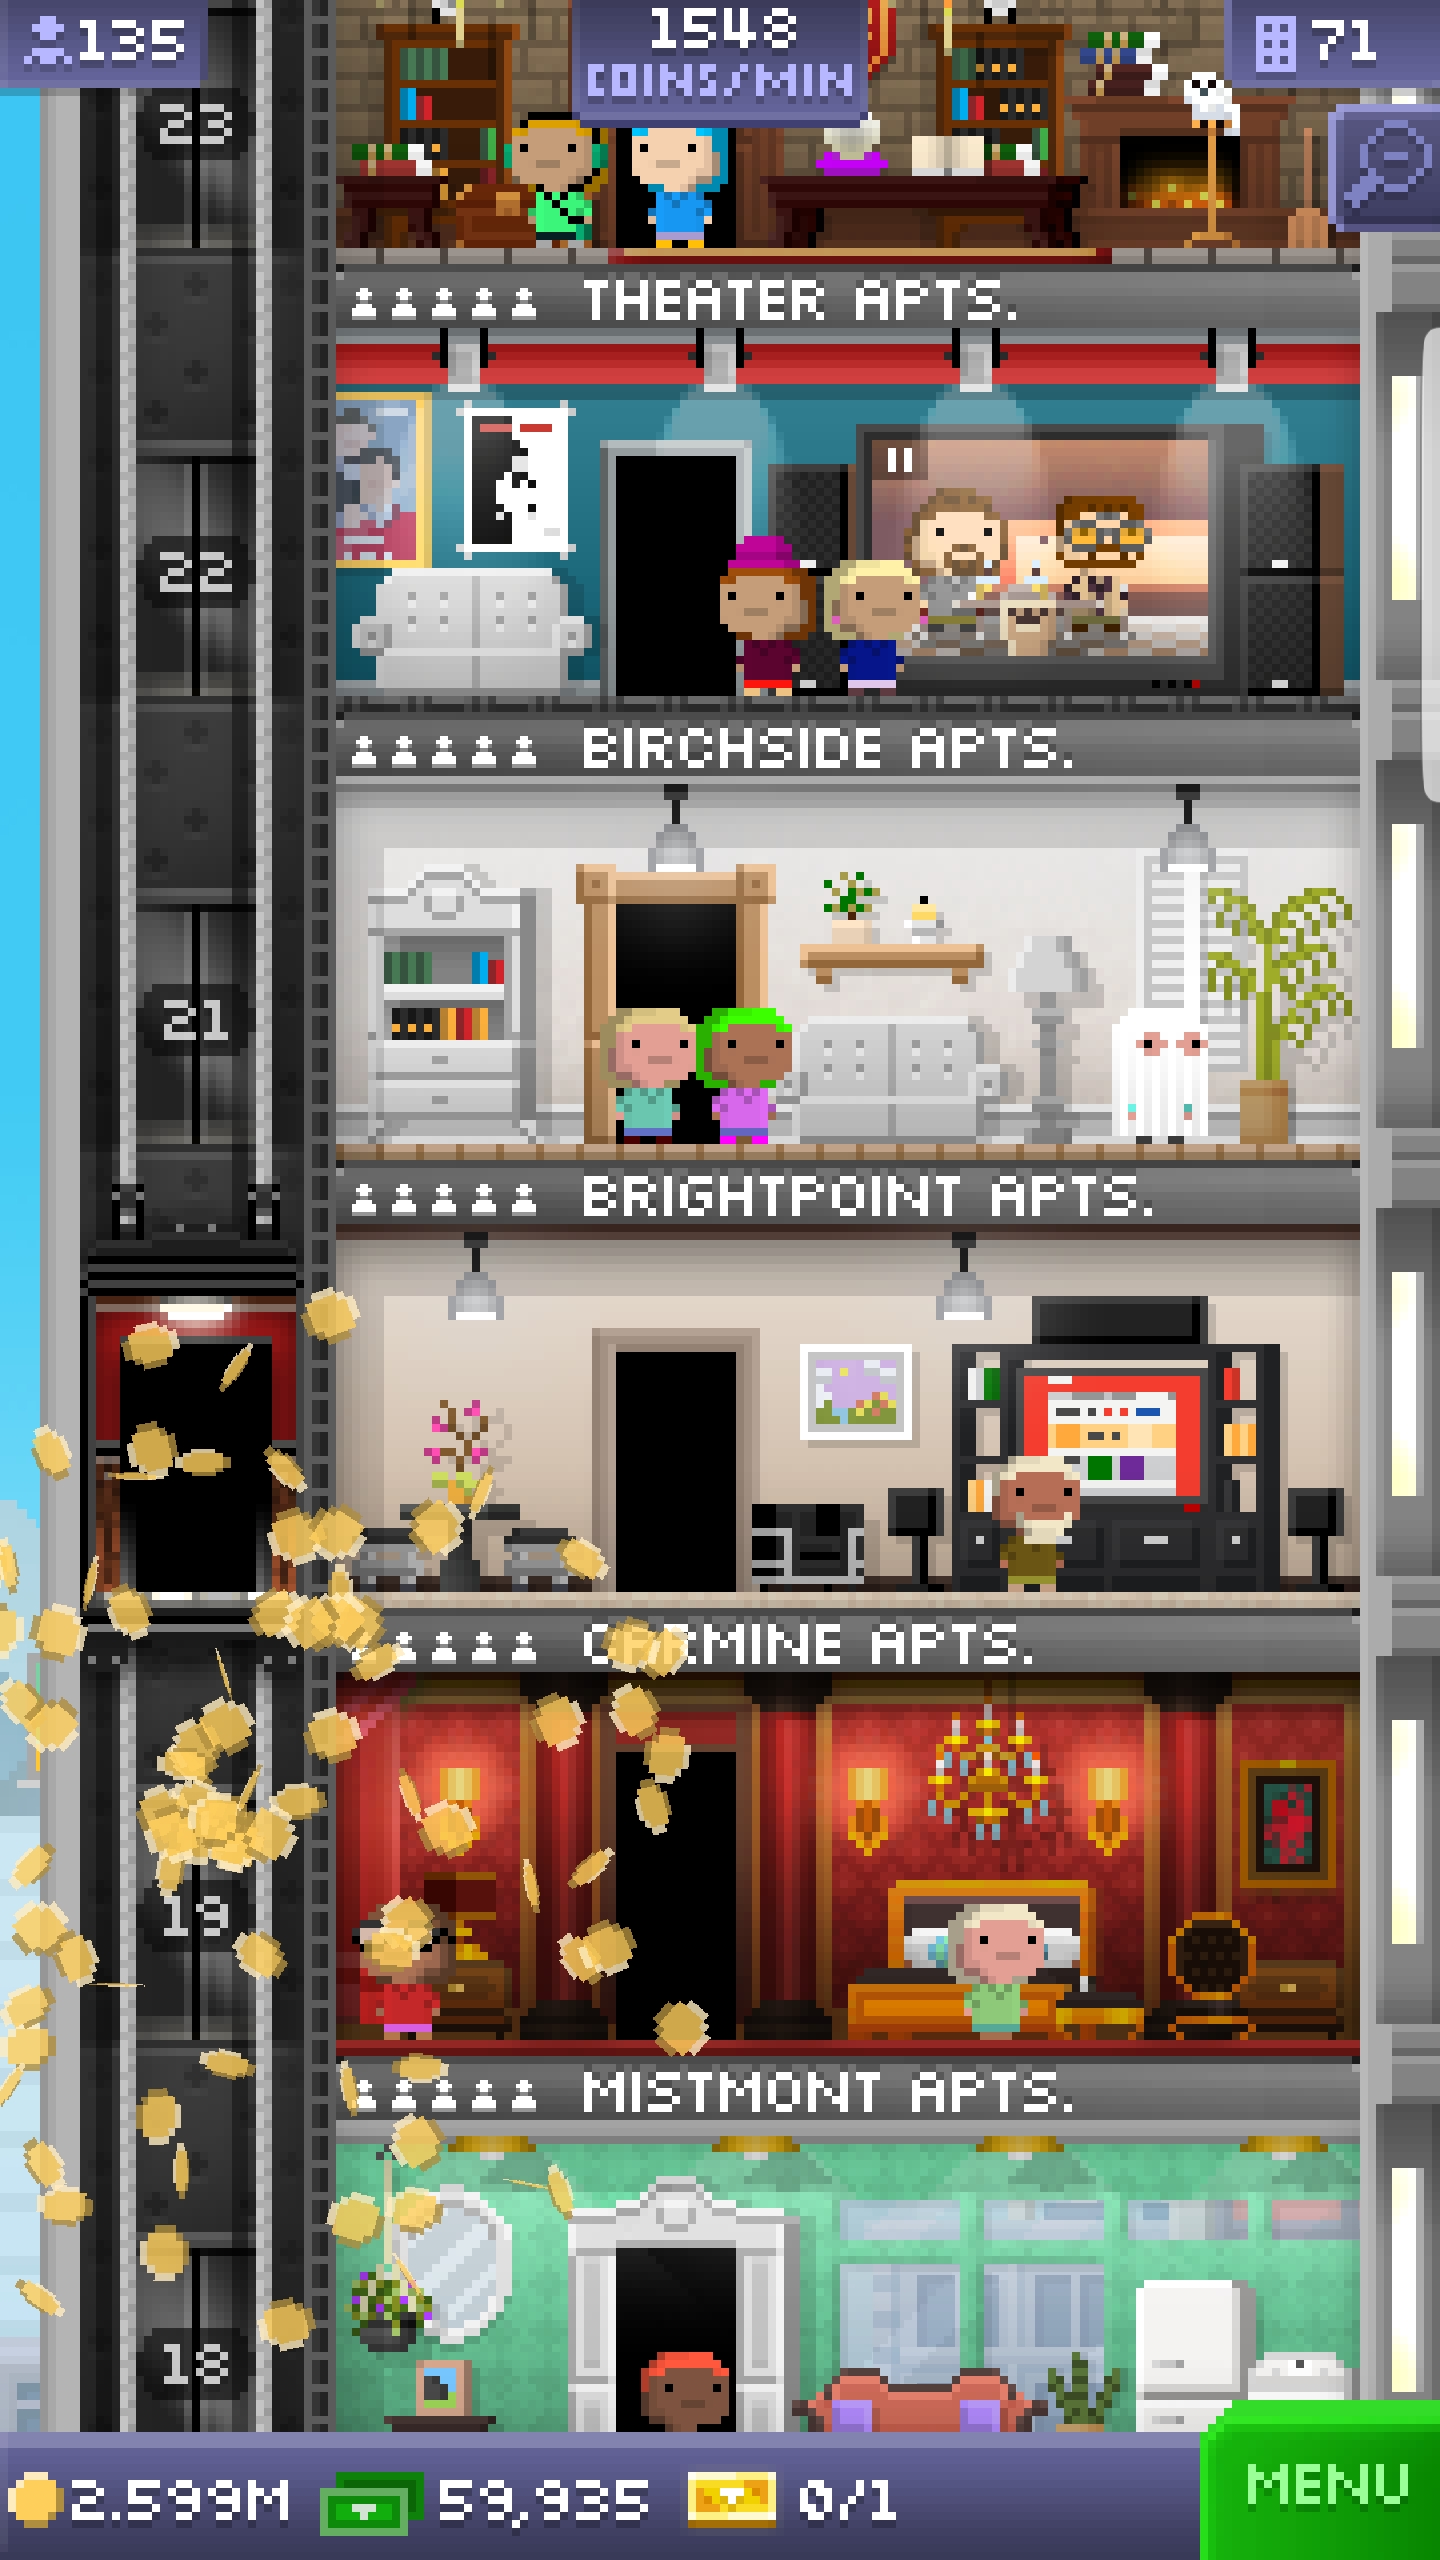 135
1548
COINS/MIN
71
23
THEATER APTS.
22
BIRCHSIDE APTS.
21
BRIGHTPOINT APTS.
CARMINE APTS.
19
MISTMONT APTS.
18
2.599M
59,935
0/1
MENU